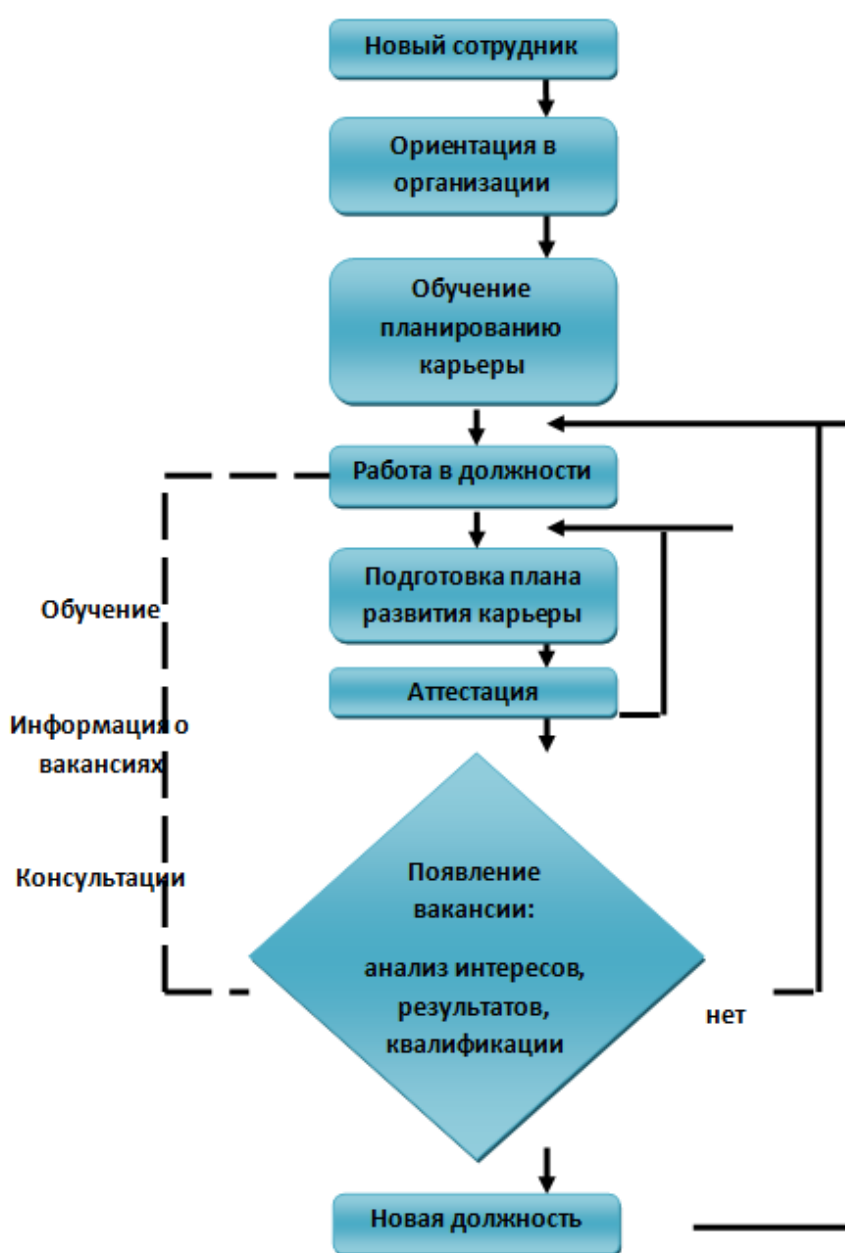 Новый сотрудник
Ориентация в
организации
Обучение
планированию
карьеры
Работа в должности
Подготовка плана
развития карьеры
Аттестация
Обучение
Информация о
вакансиях
Консультации
Появление
вакансии:
анализ интересов,
результатов,
квалификации
нет
Новая должность